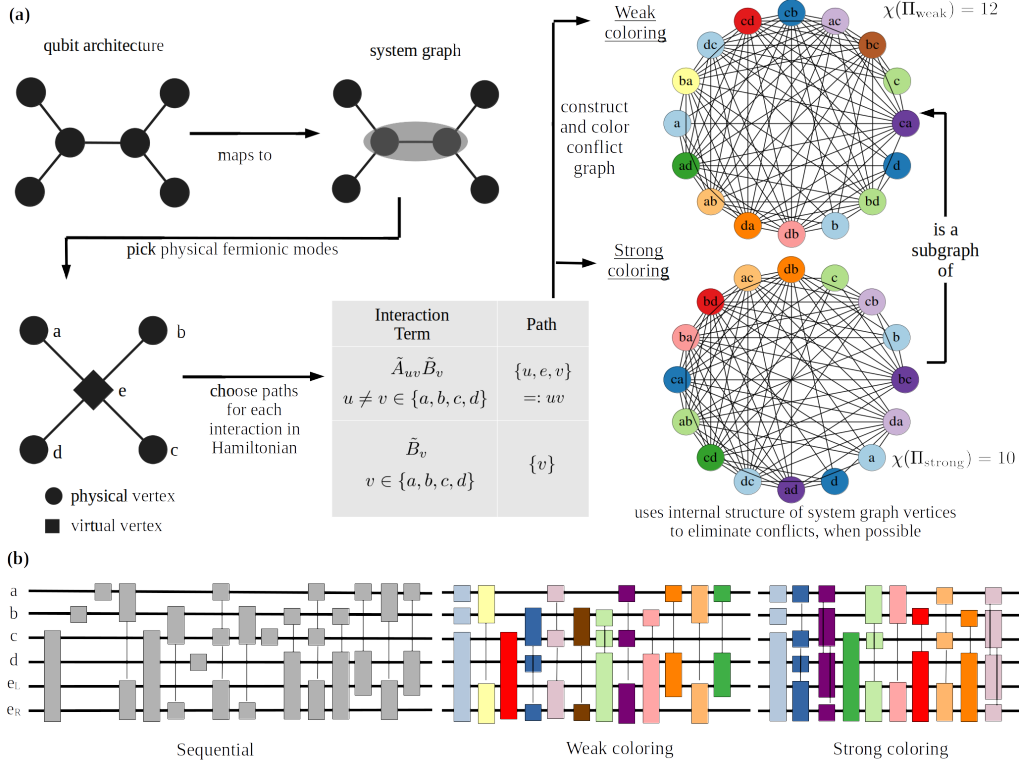 (a)
qubit architecture
system graph
maps to
pick physical fermionic modes
a
b
e
d
c
choose paths
for each
interaction in
Hamiltonian
physical vertex
virtual vertex
Interaction
Term
Path
Ã_{uv}B̃_v
u ≠ v ∈ {a, b, c, d}
{u, e, v}
=: uv
B̃_v
v ∈ {a, b, c, d}
{v}
Weak
coloring
construct
and color
conflict
graph
Strong
coloring
χ(Π_weak) = 12
cb
ac
bc
c
ca
d
bd
b
db
da
ab
ad
a
ba
dc
cd
is a
subgraph
of
db
c
cb
b
bc
da
a
d
ad
dc
cd
ab
ca
ba
bd
ac
χ(Π_strong) = 10
uses internal structure of system graph vertices
to eliminate conflicts, when possible
(b)
a
b
c
d
e_L
e_R
Sequential
Weak coloring
Strong coloring